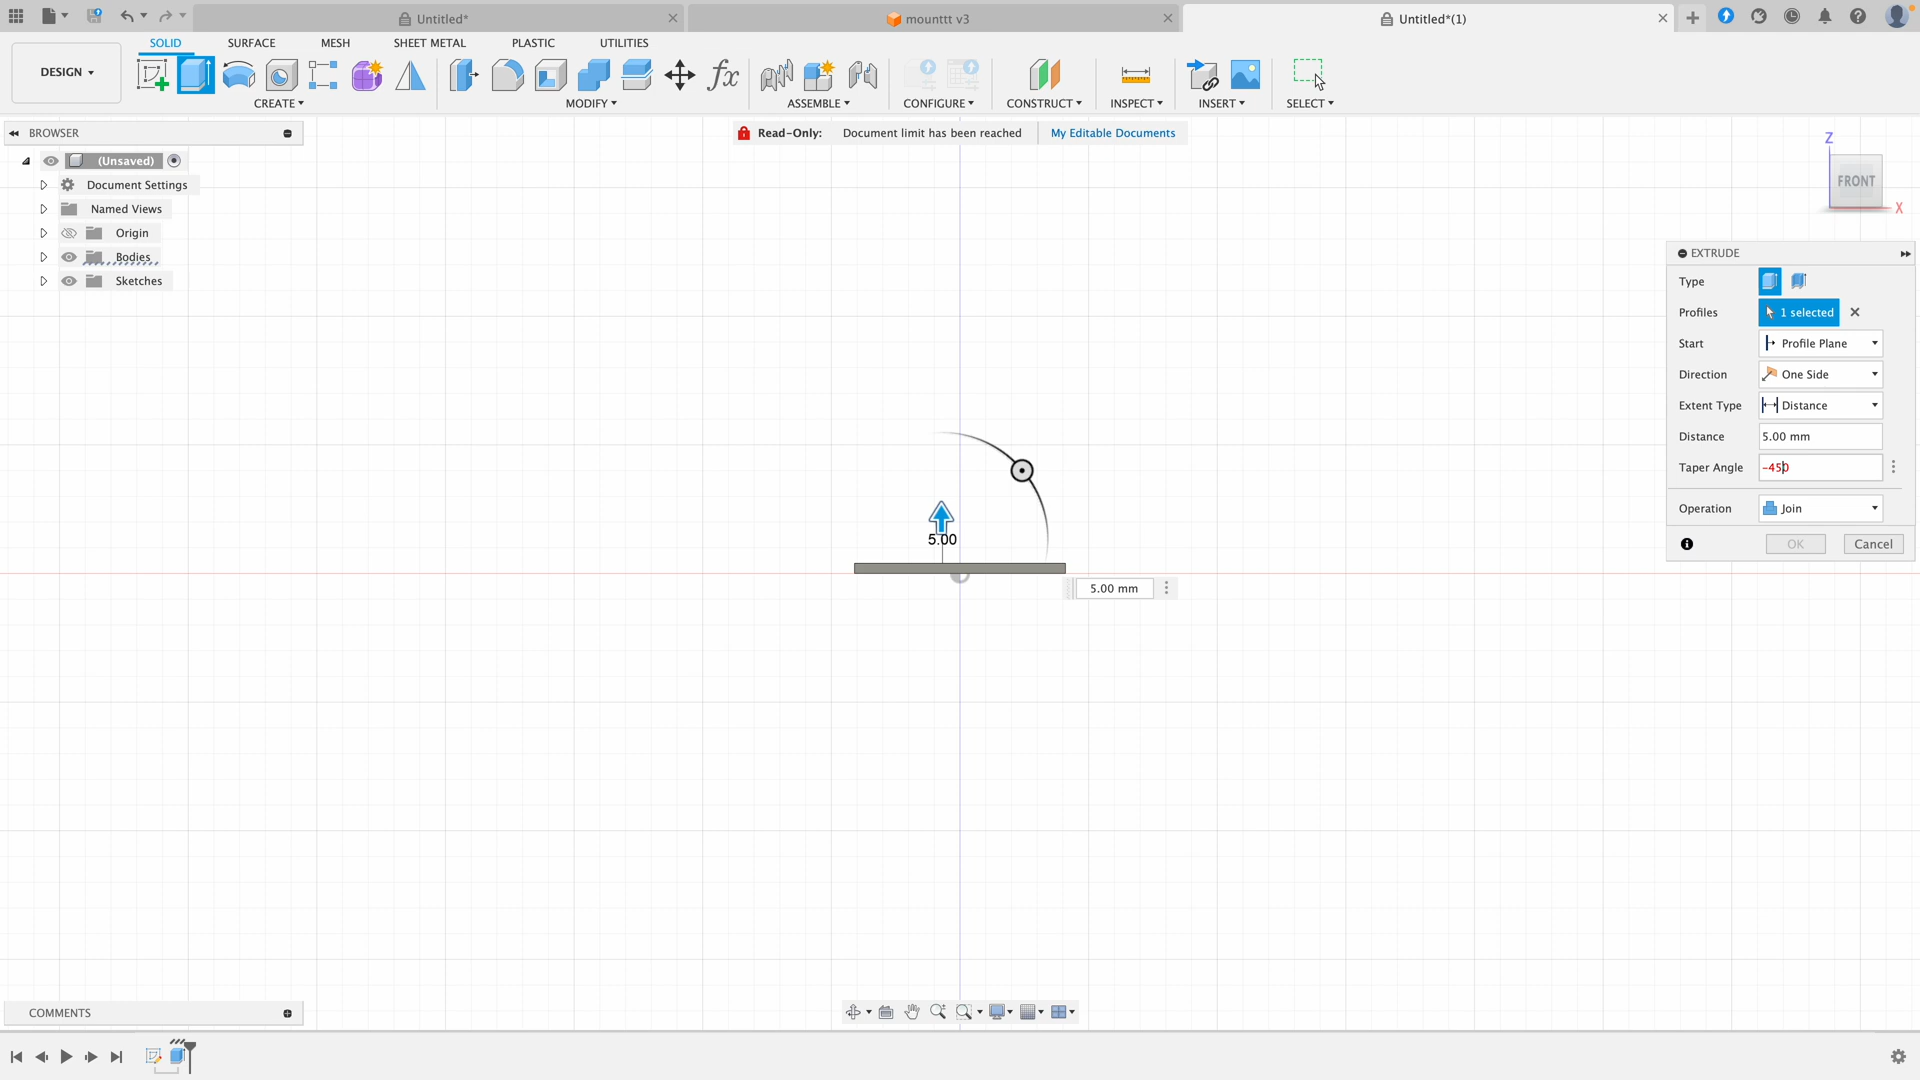 Untitled*
mounttt v3
Untitled*(1)
SOLID SURFACE MESH SHEET METAL PLASTIC UTILITIES
DESIGN
CREATE MODIFY ASSEMBLE CONFIGURE CONSTRUCT INSPECT INSERT SELECT
BROWSER
Read-Only: Document limit has been reached My Editable Documents
(Unsaved)
Document Settings
Named Views
Origin
Bodies
Sketches
Z
FRONT
X
EXTRUDE
Type
Profiles 1 selected
Start Profile Plane
Direction One Side
Extent Type Distance
Distance 5.00 mm
Taper Angle -450
Operation Join
OK Cancel
5.00
5.00 mm
COMMENTS